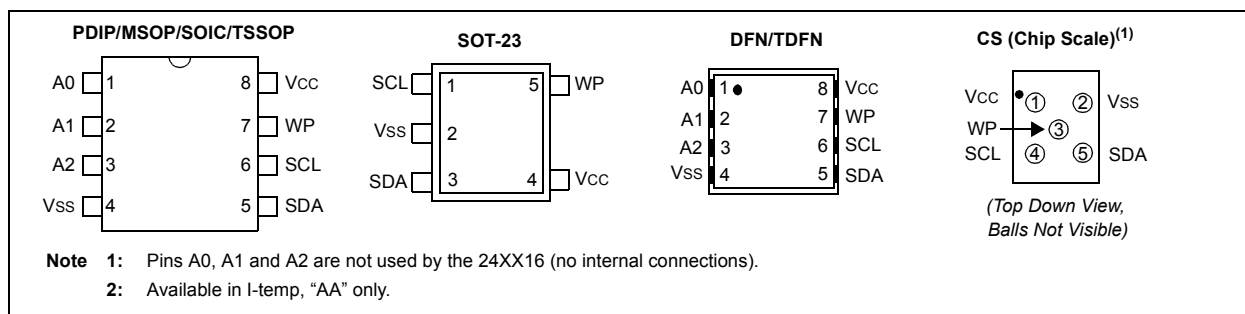 PDIP/MSOP/SOIC/TSSOP
A0 1 8 VCC
A1 2 7 WP
A2 3 6 SCL
VSS 4 5 SDA
SOT-23
SCL 1 5 WP
VSS 2
SDA 3 4 VCC
DFN/TDFN
A0 1 8 VCC
A1 2 7 WP
A2 3 6 SCL
VSS 4 5 SDA
CS (Chip Scale)(1)
VCC 1 2 VSS
WP 3
SCL 4 5 SDA
(Top Down View,
Balls Not Visible)
Note 1: Pins A0, A1 and A2 are not used by the 24XX16 (no internal connections).
2: Available in I-temp, “AA” only.